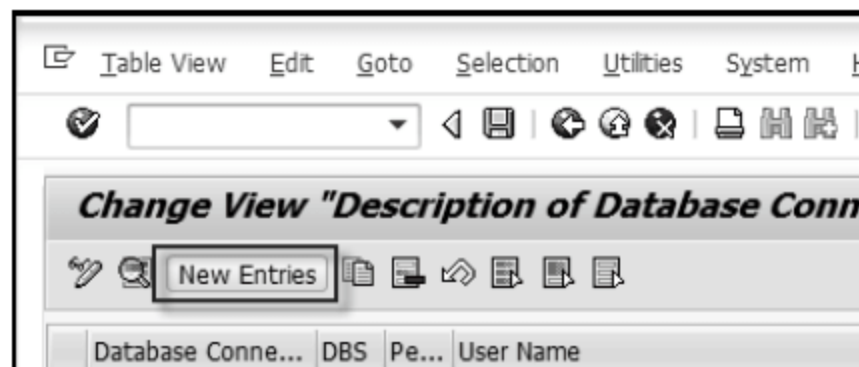 Table View Edit Goto Selection Utilities System H
Change View "Description of Database Conn
New Entries
Database Conne... DBS Pe... User Name